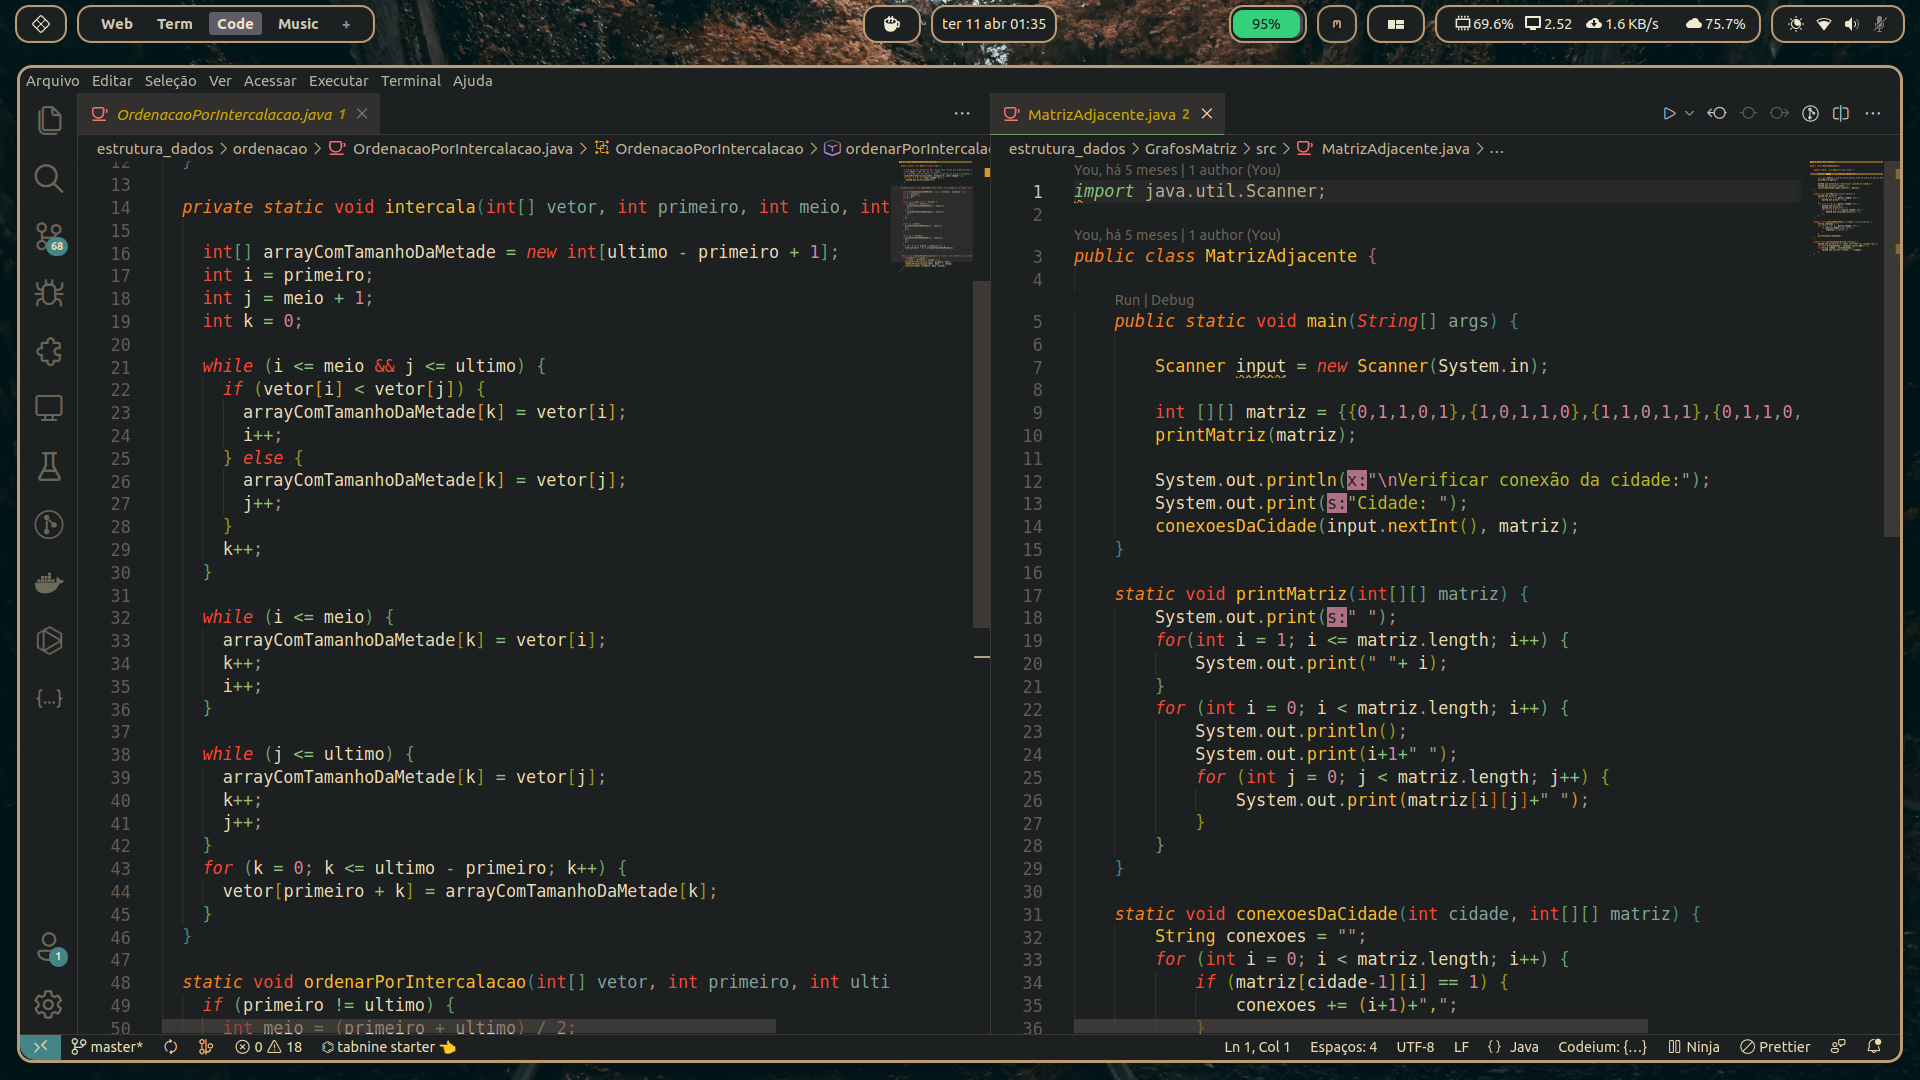 Web Term Code Music +
ter 11 abr 01:35
95%
69.6% 2.52 1.6 KB/s 75.7%
Arquivo Editar Seleção Ver Acessar Executar Terminal Ajuda
OrdenacaoPorIntercalacao.java 1
estrutura_dados > ordenacao > OrdenacaoPorIntercalacao.java > OrdenacaoPorIntercalacao > ordenarPorIntercala
12 }
13
14 private static void intercala(int[] vetor, int primeiro, int meio, int
15
16 int[] arrayComTamanhoDaMetade = new int[ultimo - primeiro + 1];
17 int i = primeiro;
18 int j = meio + 1;
19 int k = 0;
20
21 while (i <= meio && j <= ultimo) {
22 if (vetor[i] < vetor[j]) {
23 arrayComTamanhoDaMetade[k] = vetor[i];
24 i++;
25 } else {
26 arrayComTamanhoDaMetade[k] = vetor[j];
27 j++;
28 }
29 k++;
30 }
31
32 while (i <= meio) {
33 arrayComTamanhoDaMetade[k] = vetor[i];
34 k++;
35 i++;
36 }
37
38 while (j <= ultimo) {
39 arrayComTamanhoDaMetade[k] = vetor[j];
40 k++;
41 j++;
42 }
43 for (k = 0; k <= ultimo - primeiro; k++) {
44 vetor[primeiro + k] = arrayComTamanhoDaMetade[k];
45 }
46 }
47
48 static void ordenarPorIntercalacao(int[] vetor, int primeiro, int ulti
49 if (primeiro != ultimo) {
50 int meio = (primeiro + ultimo) / 2;
MatrizAdjacente.java 2
estrutura_dados > GrafosMatriz > src > MatrizAdjacente.java > ...
You, há 5 meses | 1 author (You)
1 import java.util.Scanner;
2
You, há 5 meses | 1 author (You)
3 public class MatrizAdjacente {
4
Run | Debug
5 public static void main(String[] args) {
6
7 Scanner input = new Scanner(System.in);
8
9 int [][] matriz = {{0,1,1,0,1},{1,0,1,1,0},{1,1,0,1,1},{0,1,1,0,
10 printMatriz(matriz);
11
12 System.out.println(x:"\nVerificar conexão da cidade:");
13 System.out.print(s:"Cidade: ");
14 conexoesDaCidade(input.nextInt(), matriz);
15 }
16
17 static void printMatriz(int[][] matriz) {
18 System.out.print(s:" ");
19 for(int i = 1; i <= matriz.length; i++) {
20 System.out.print(" "+ i);
21 }
22 for (int i = 0; i < matriz.length; i++) {
23 System.out.println();
24 System.out.print(i+1+" ");
25 for (int j = 0; j < matriz.length; j++) {
26 System.out.print(matriz[i][j]+" ");
27 }
28 }
29 }
30
31 static void conexoesDaCidade(int cidade, int[][] matriz) {
32 String conexoes = "";
33 for (int i = 0; i < matriz.length; i++) {
34 if (matriz[cidade-1][i] == 1) {
35 conexoes += (i+1)+",";
36 }
68
1
master* 0 18 tabnine starter
Ln 1, Col 1 Espaços: 4 UTF-8 LF { } Java Codeium: {...} Ninja Prettier